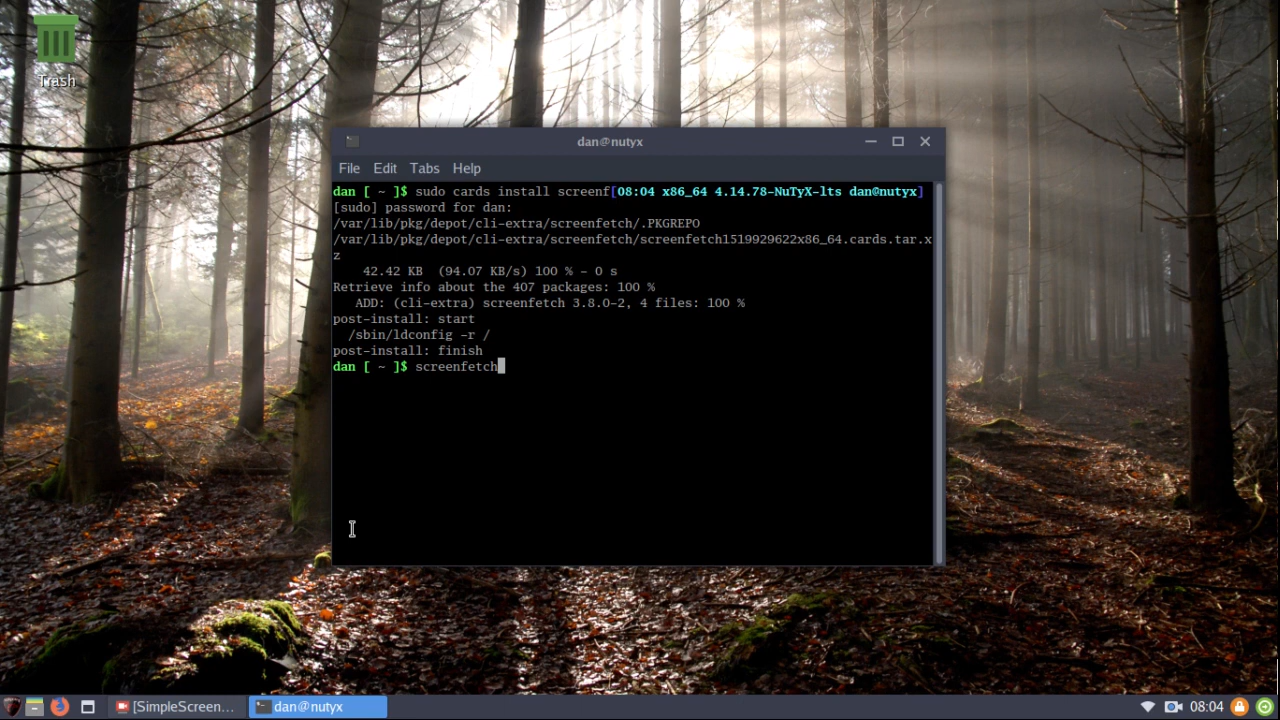 Trash
dan@nutyx
File Edit Tabs Help
dan [ ~ ]$ sudo cards install screenf[08:04 x86_64 4.14.78-NuTyX-lts dan@nutyx]
[sudo] password for dan:
/var/lib/pkg/depot/cli-extra/screenfetch/.PKGREPO
/var/lib/pkg/depot/cli-extra/screenfetch/screenfetch1519929622x86_64.cards.tar.x
z
42.42 KB (94.07 KB/s) 100 % - 0 s
Retrieve info about the 407 packages: 100 %
ADD: (cli-extra) screenfetch 3.8.0-2, 4 files: 100 %
post-install: start
/sbin/ldconfig -r /
post-install: finish
dan [ ~ ]$ screenfetch
[SimpleScreen... dan@nutyx 08:04